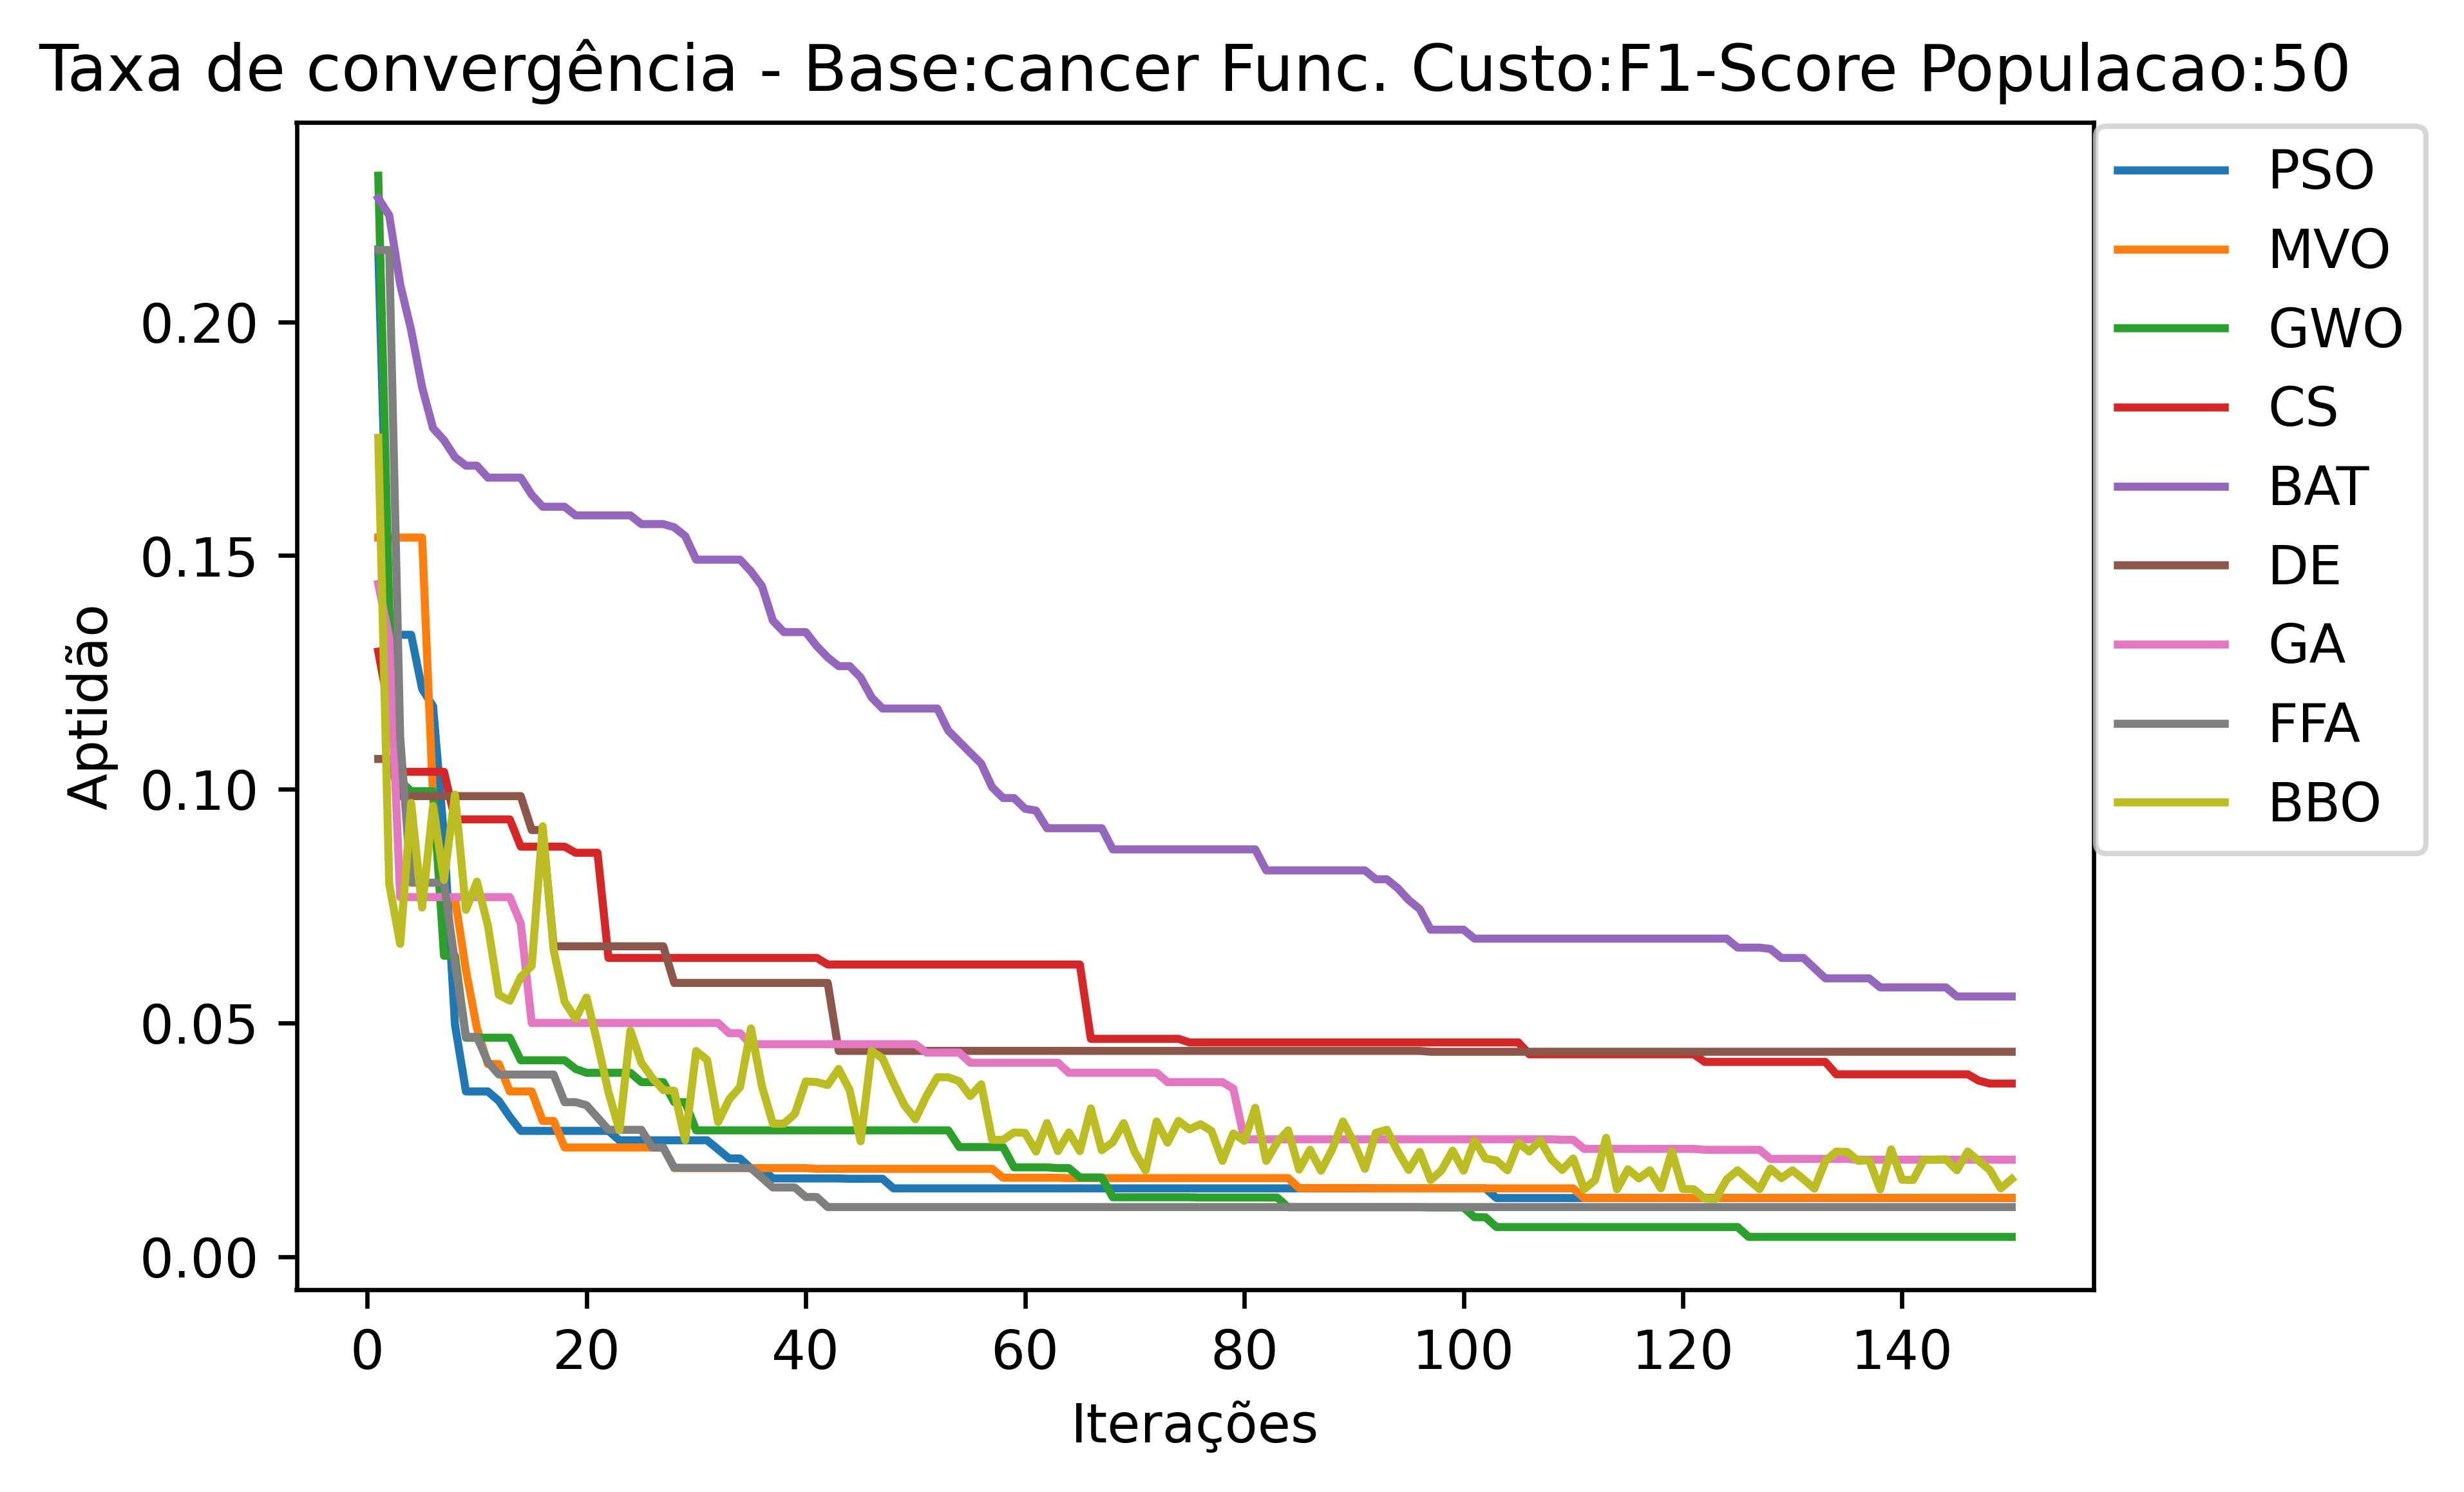 Taxa de convergência - Base:cancer Func. Custo:F1-Score Populacao:50
PSO
MVO
GWO
CS
BAT
DE
GA
FFA
BBO
Aptidão
0.20
0.15
0.10
0.05
0.00
0 20 40 60 80 100 120 140
Iterações